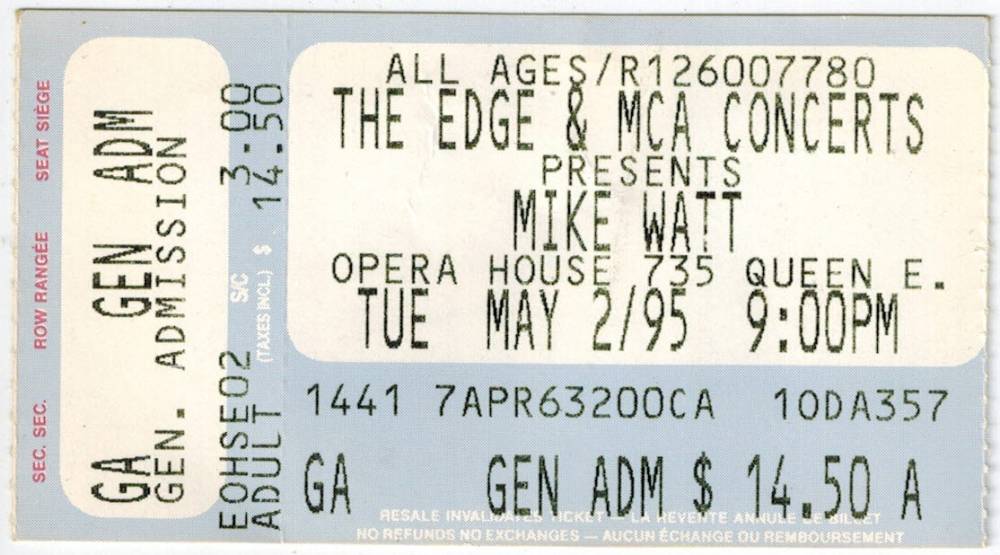 SEAT SIÈGE
ROW RANGÉE
SEC. SEC.
GA GEN ADM
GEN. ADMISSION
EOHSE02 S/C 3.00
ADULT (TAXES INCL.) $ 14.50
ALL AGES/R126007780
THE EDGE & MCA CONCERTS
PRESENTS
MIKE WATT
OPERA HOUSE 735 QUEEN E.
TUE MAY 2/95 9:00PM
1441 7APR63200CA 10DA357
GA GEN ADM $ 14.50 A
RESALE INVALIDATES TICKET — LA REVENTE ANNULE CE BILLET
NO REFUNDS NO EXCHANGES — AUCUN ÉCHANGE OU REMBOURSEMENT